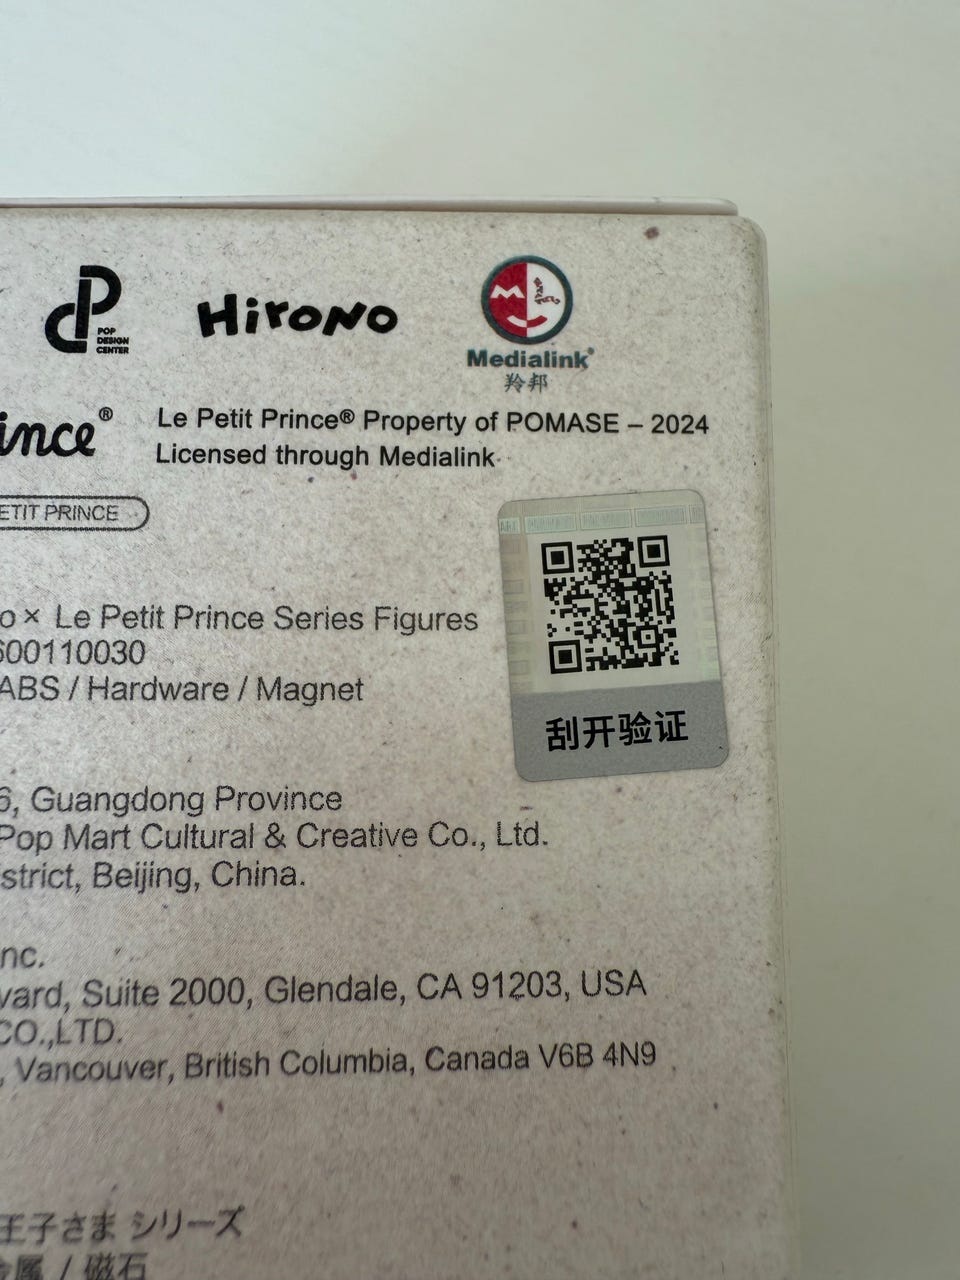 POP
DESIGN
CENTER
HIRONO
Medialink®
羚邦
ince®
Le Petit Prince® Property of POMASE – 2024
Licensed through Medialink
ETIT PRINCE
o × Le Petit Prince Series Figures
600110030
ABS / Hardware / Magnet
刮开验证
6, Guangdong Province
Pop Mart Cultural & Creative Co., Ltd.
strict, Beijing, China.
nc.
vard, Suite 2000, Glendale, CA 91203, USA
CO.,LTD.
, Vancouver, British Columbia, Canada V6B 4N9
王子さま シリーズ
金属 / 磁石